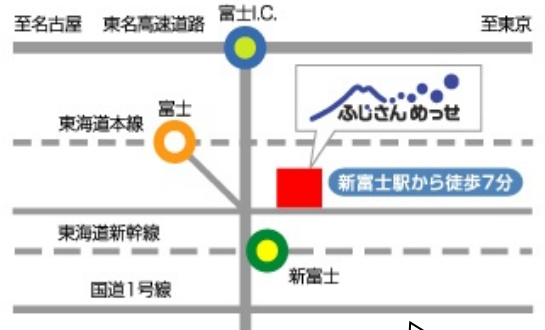 富士I.C.
至名古屋 東名高速道路 至東京
ふじさんめっせ
富士
東海道本線
新富士駅から徒歩7分
東海道新幹線
新富士
国道1号線